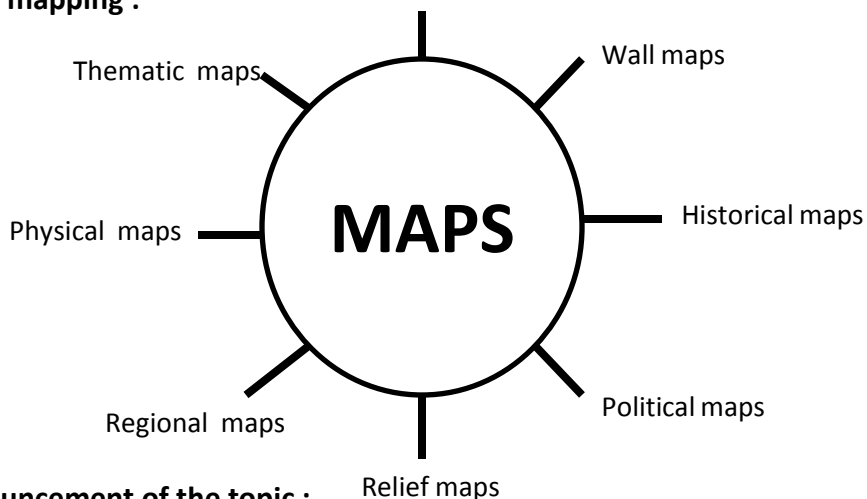 mapping :
Wall maps
Thematic maps
Historical maps
MAPS
Physical maps
Political maps
Regional maps
Relief maps
of the topic :